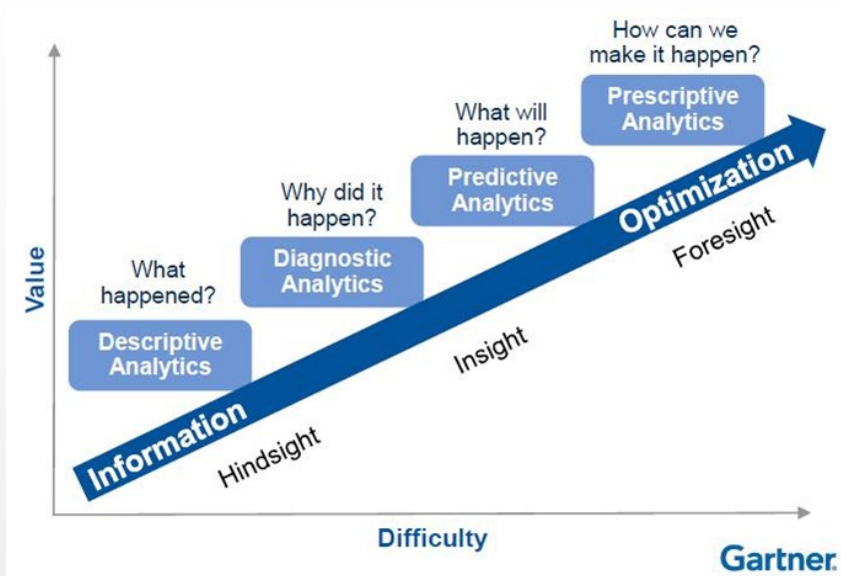 How can we
make it happen?
Prescriptive
Analytics
What will
happen?
Predictive
Analytics
Why did it
happen?
Diagnostic
Analytics
What
happened?
Descriptive
Analytics
Information
Optimization
Hindsight
Insight
Foresight
Value
Difficulty
Gartner.